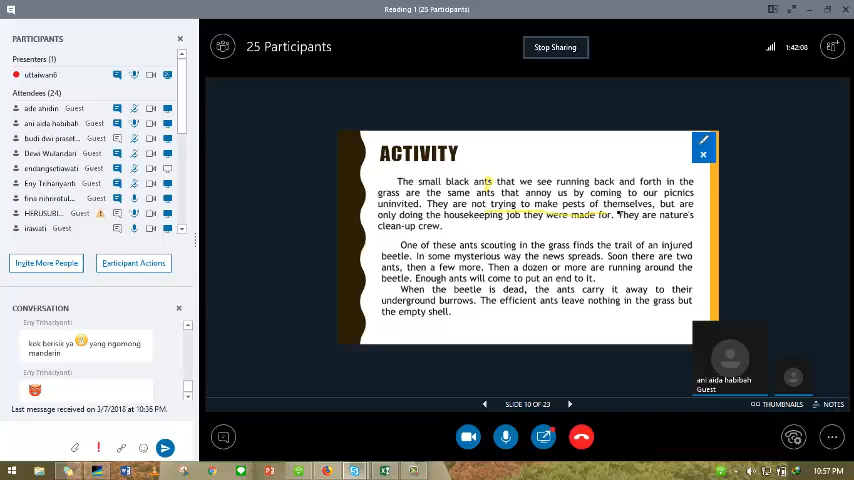 Reading 1 (25 Participants)
PARTICIPANTS
Presenters (1)
uttaiwan6
Attendees (24)
ade ahidin Guest
ani aida habibah Guest
budi dwi praset... Guest
Dewi Wulandari Guest
endangsetiawati Guest
Eny Trihariyanti Guest
fina nihrirotul... Guest
HERUSUBI... Guest
irawati Guest
Invite More People
Participant Actions
CONVERSATION
Eny Trihariyanti
kok berisik ya yang ngomong
mandarin
Eny Trihariyanti
Last message received on 3/7/2018 at 10:36 PM.
25 Participants
Stop Sharing
1:42:08
ACTIVITY
The small black ants that we see running back and forth in the
grass are the same ants that annoy us by coming to our picnics
uninvited. They are not trying to make pests of themselves, but are
only doing the housekeeping job they were made for. ¶They are nature's
clean-up crew.
One of these ants scouting in the grass finds the trail of an injured
beetle. In some mysterious way the news spreads. Soon there are two
ants, then a few more. Then a dozen or more are running around the
beetle. Enough ants will come to put an end to it.
When the beetle is dead, the ants carry it away to their
underground burrows. The efficient ants leave nothing in the grass but
the empty shell.
ani aida habibah
Guest
SLIDE 10 OF 23
THUMBNAILS
NOTES
10:57 PM